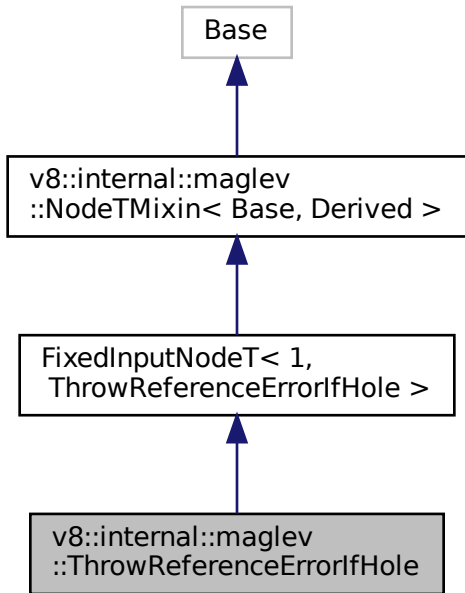 Base
v8::internal::maglev
::NodeTMixin< Base, Derived >
FixedInputNodeT< 1,
ThrowReferenceErrorIfHole >
v8::internal::maglev
::ThrowReferenceErrorIfHole